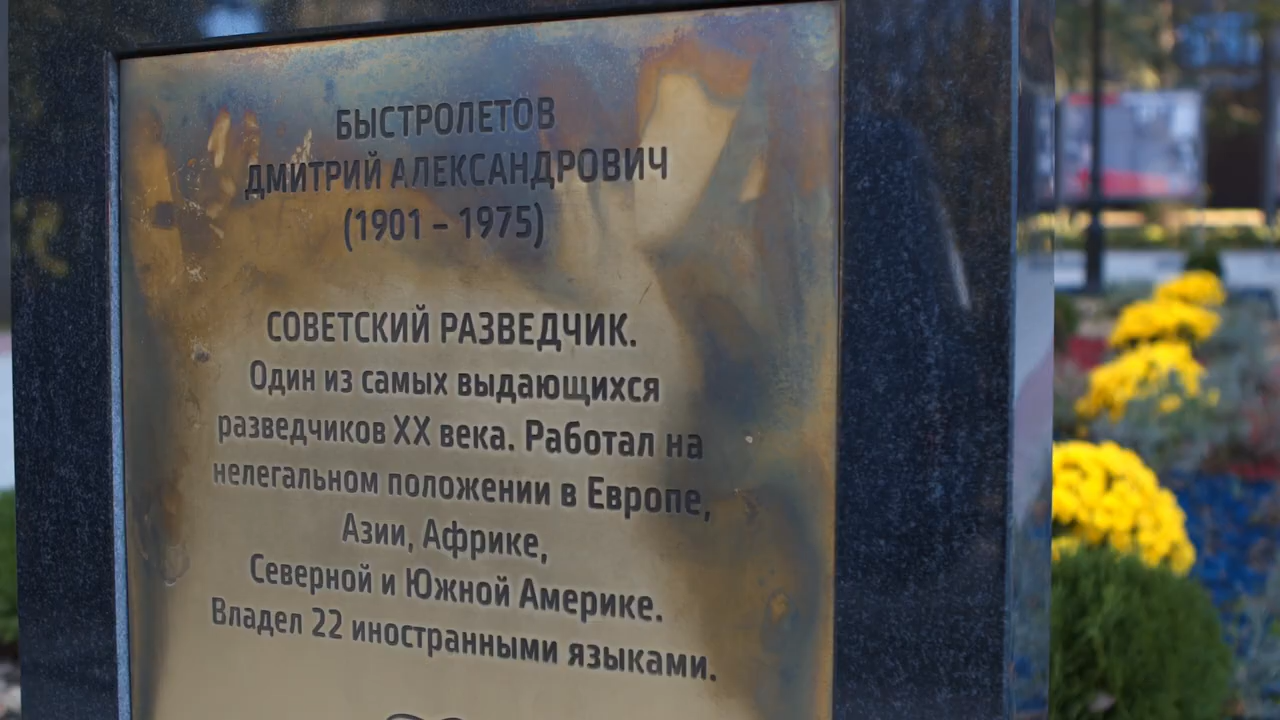 БЫСТРОЛЕТОВ
ДМИТРИЙ АЛЕКСАНДРОВИЧ
(1901 – 1975)
СОВЕТСКИЙ РАЗВЕДЧИК.
Один из самых выдающихся
разведчиков XX века. Работал на
нелегальном положении в Европе,
Азии, Африке,
Северной и Южной Америке.
Владел 22 иностранными языками.